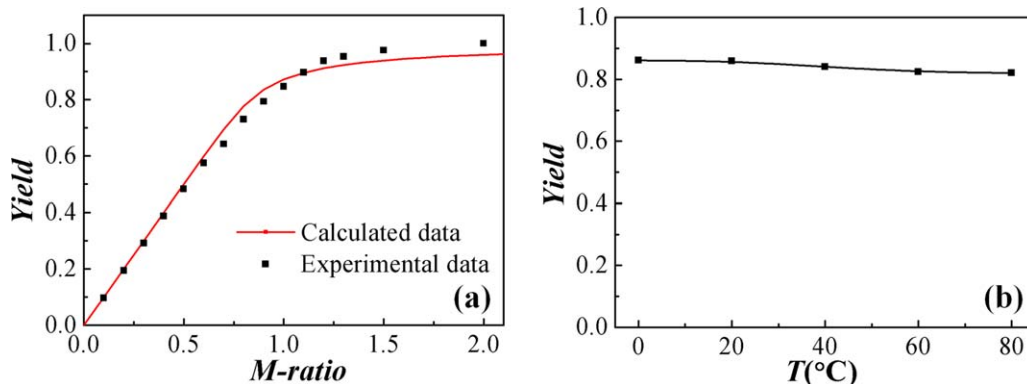 1.0
0.8
0.6
0.4
0.2
0.0
Yield
0.0 0.5 1.0 1.5 2.0
M-ratio
Calculated data
Experimental data
(a)
1.0
0.8
0.6
0.4
0.2
0.0
Yield
0 20 40 60 80
T(°C)
(b)